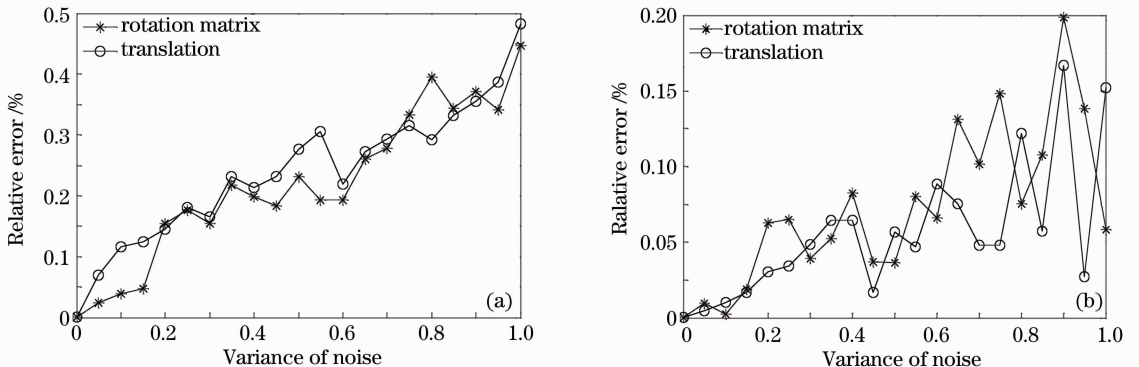 0.5
rotation matrix
translation
0.4
0.3
0.2
0.1
0
Relative error /%
(a)
0 0.2 0.4 0.6 0.8 1.0
Variance of noise
0.20
rotation matrix
translation
0.15
0.10
0.05
0
Ralative error /%
(b)
0 0.2 0.4 0.6 0.8 1.0
Variance of noise